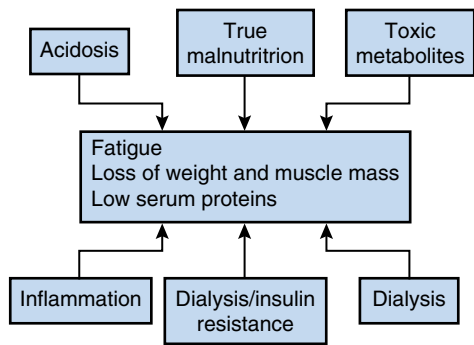 Acidosis
True
malnutritrion
Toxic
metabolites
Fatigue
Loss of weight and muscle mass
Low serum proteins
Inflammation
Dialysis/insulin
resistance
Dialysis